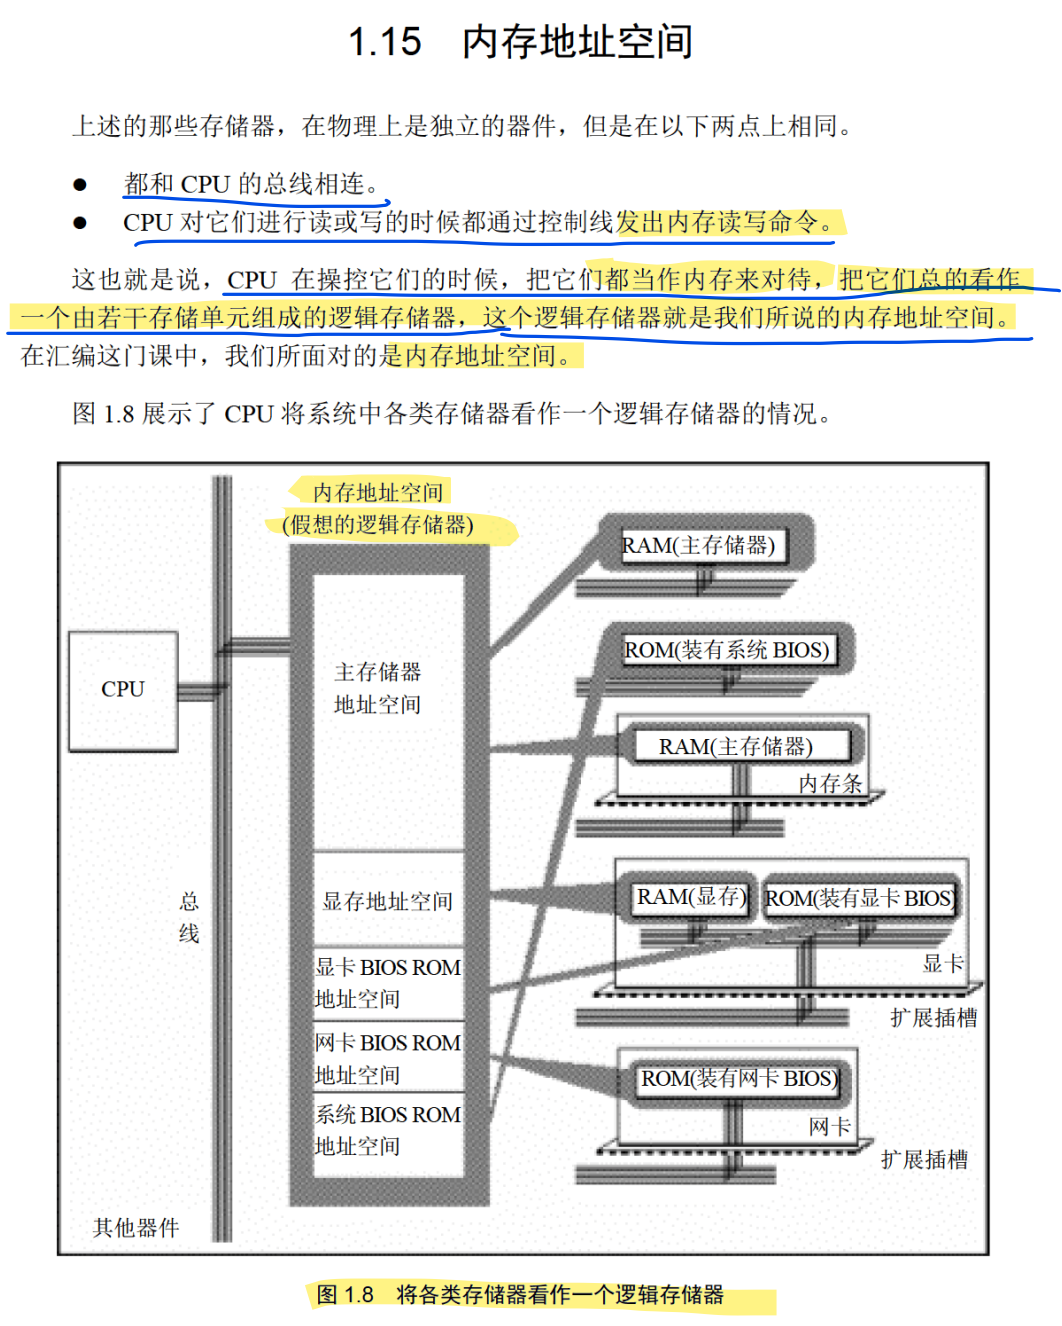 1.15 内存地址空间
上述的那些存储器，在物理上是独立的器件，但是在以下两点上相同。
● 都和 CPU 的总线相连。
● CPU 对它们进行读或写的时候都通过控制线发出内存读写命令。
这也就是说，CPU 在操控它们的时候，把它们都当作内存来对待，把它们总的看作
一个由若干存储单元组成的逻辑存储器，这个逻辑存储器就是我们所说的内存地址空间。
在汇编这门课中，我们所面对的是内存地址空间。
图 1.8 展示了 CPU 将系统中各类存储器看作一个逻辑存储器的情况。
内存地址空间
(假想的逻辑存储器)
RAM(主存储器)
ROM(装有系统 BIOS)
CPU
主存储器
地址空间
RAM(主存储器)
内存条
总
线
显存地址空间
RAM(显存)
ROM(装有显卡 BIOS)
显卡
扩展插槽
显卡 BIOS ROM
地址空间
网卡 BIOS ROM
地址空间
ROM(装有网卡 BIOS)
网卡
扩展插槽
系统 BIOS ROM
地址空间
其他器件
图 1.8 将各类存储器看作一个逻辑存储器